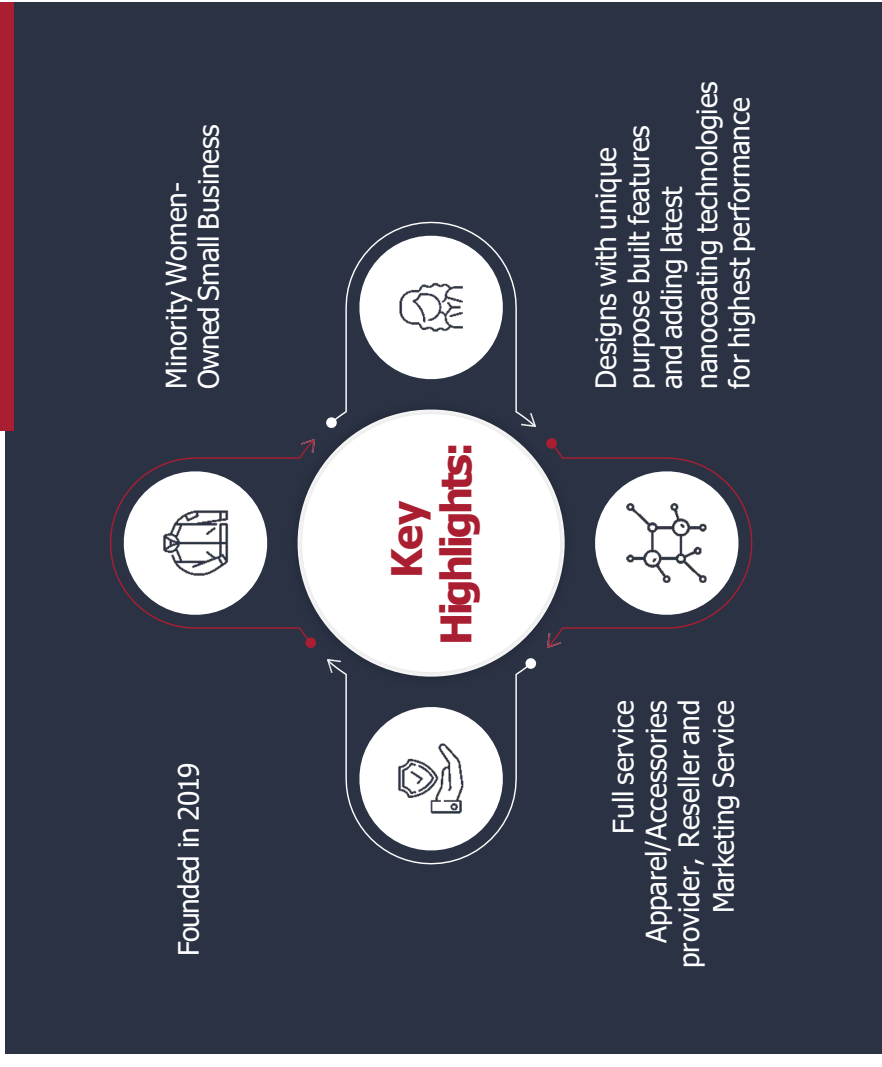 Founded in 2019
Minority Women-
Owned Small Business
Key
Highlights:
Full service
Apparel/Accessories
provider, Reseller and
Marketing Service
Designs with unique
purpose built features
and adding latest
nanocoating technologies
for highest performance